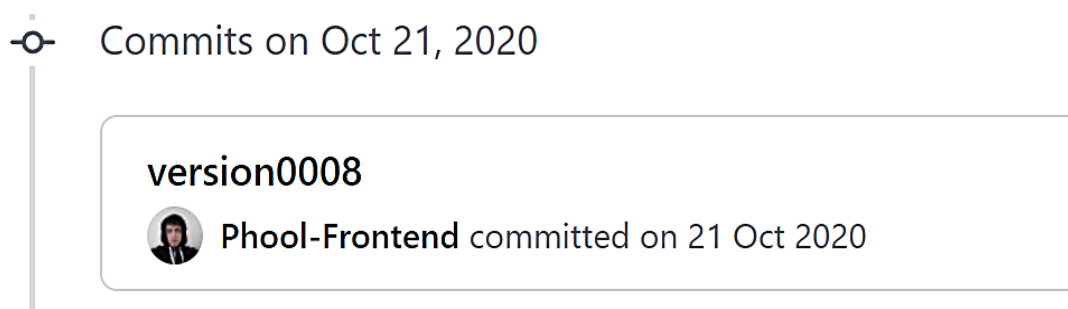 Commits on Oct 21, 2020
version0008
Phool-Frontend committed on 21 Oct 2020